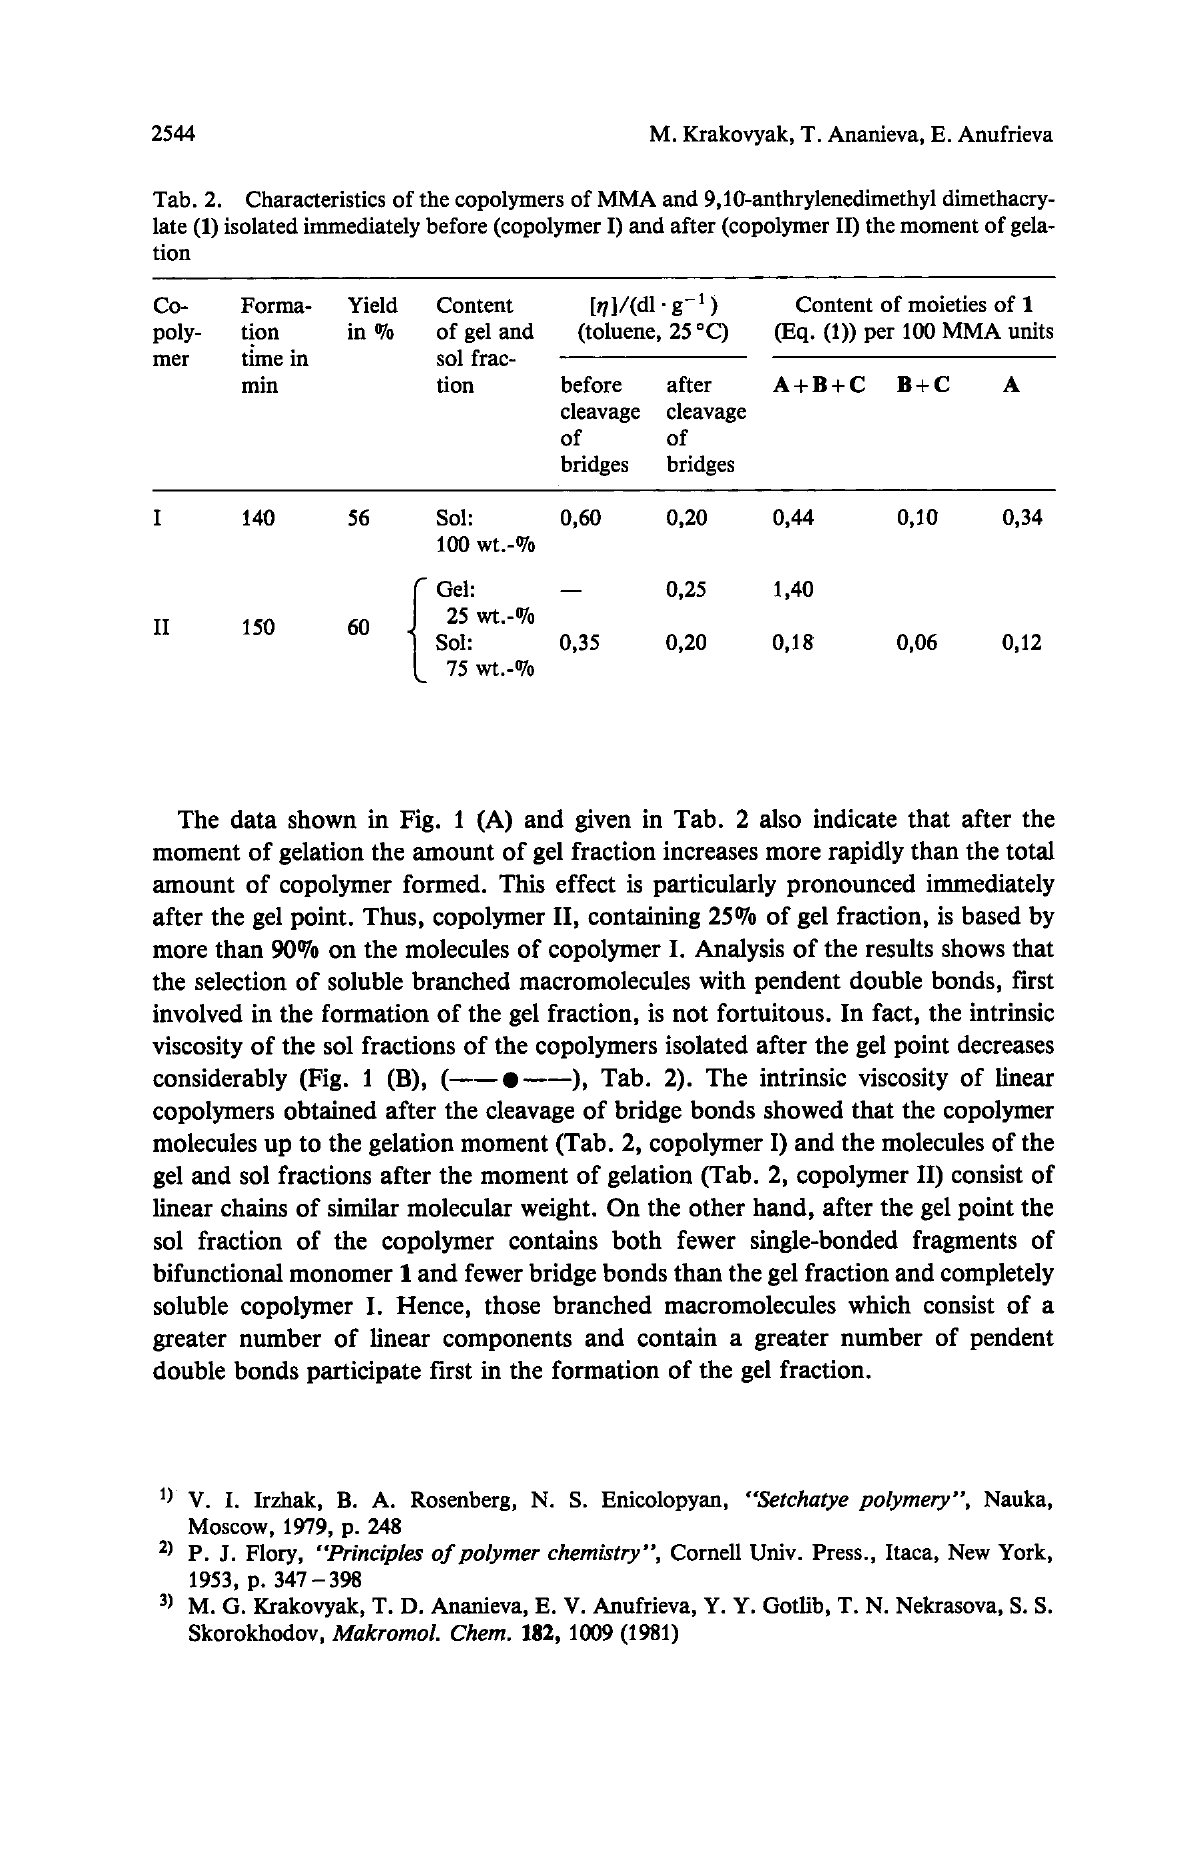 2544
M. Krakovyak, T. Ananieva, E. Anufrieva
Tab. 2. Characteristics of the copolymers of MMA and 9,10-anthrylenedimethyl dimethacry-
late (1) isolated immediately before (copolymer I) and after (copolymer II) the moment of gela-
tion
Co- Forma- Yield Content [η]/(dl · g⁻¹) Content of moieties of 1
poly- tion in % of gel and (toluene, 25 °C) (Eq. (1)) per 100 MMA units
mer time in sol frac-
min tion before after A+B+C B+C A
cleavage cleavage
of of
bridges bridges
I 140 56 Sol: 0,60 0,20 0,44 0,10 0,34
100 wt.-%
Gel: — 0,25 1,40
25 wt.-%
II 150 60
Sol: 0,35 0,20 0,18 0,06 0,12
75 wt.-%
The data shown in Fig. 1 (A) and given in Tab. 2 also indicate that after the
moment of gelation the amount of gel fraction increases more rapidly than the total
amount of copolymer formed. This effect is particularly pronounced immediately
after the gel point. Thus, copolymer II, containing 25% of gel fraction, is based by
more than 90% on the molecules of copolymer I. Analysis of the results shows that
the selection of soluble branched macromolecules with pendent double bonds, first
involved in the formation of the gel fraction, is not fortuitous. In fact, the intrinsic
viscosity of the sol fractions of the copolymers isolated after the gel point decreases
considerably (Fig. 1 (B), (——●——), Tab. 2). The intrinsic viscosity of linear
copolymers obtained after the cleavage of bridge bonds showed that the copolymer
molecules up to the gelation moment (Tab. 2, copolymer I) and the molecules of the
gel and sol fractions after the moment of gelation (Tab. 2, copolymer II) consist of
linear chains of similar molecular weight. On the other hand, after the gel point the
sol fraction of the copolymer contains both fewer single-bonded fragments of
bifunctional monomer 1 and fewer bridge bonds than the gel fraction and completely
soluble copolymer I. Hence, those branched macromolecules which consist of a
greater number of linear components and contain a greater number of pendent
double bonds participate first in the formation of the gel fraction.
1) V. I. Irzhak, B. A. Rosenberg, N. S. Enicolopyan, “Setchatye polymery”, Nauka,
Moscow, 1979, p. 248
2) P. J. Flory, “Principles of polymer chemistry”, Cornell Univ. Press., Itaca, New York,
1953, p. 347–398
3) M. G. Krakovyak, T. D. Ananieva, E. V. Anufrieva, Y. Y. Gotlib, T. N. Nekrasova, S. S.
Skorokhodov, Makromol. Chem. 182, 1009 (1981)